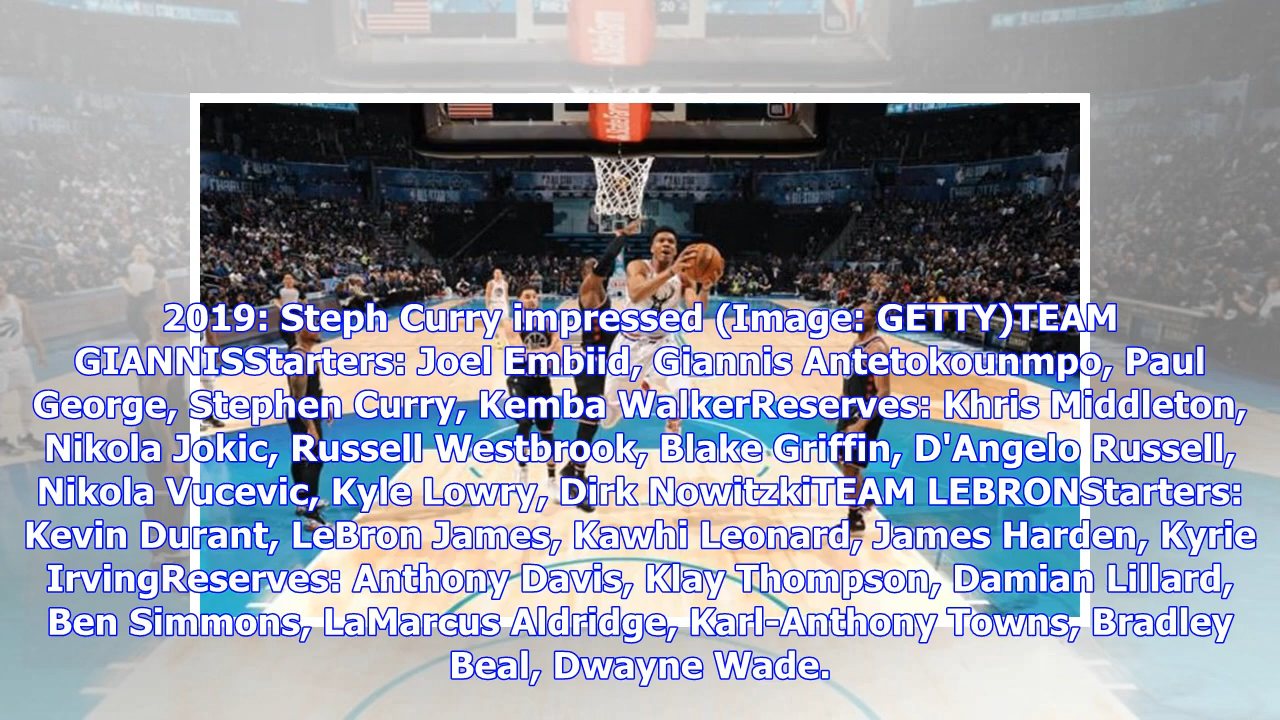 2019: Steph Curry impressed (Image: GETTY)TEAM
GIANNISStarters: Joel Embiid, Giannis Antetokounmpo, Paul
George, Stephen Curry, Kemba WalkerReserves: Khris Middleton,
Nikola Jokic, Russell Westbrook, Blake Griffin, D'Angelo Russell,
Nikola Vucevic, Kyle Lowry, Dirk NowitzkiTEAM LEBRONStarters:
Kevin Durant, LeBron James, Kawhi Leonard, James Harden, Kyrie
IrvingReserves: Anthony Davis, Klay Thompson, Damian Lillard,
Ben Simmons, LaMarcus Aldridge, Karl-Anthony Towns, Bradley
Beal, Dwayne Wade.